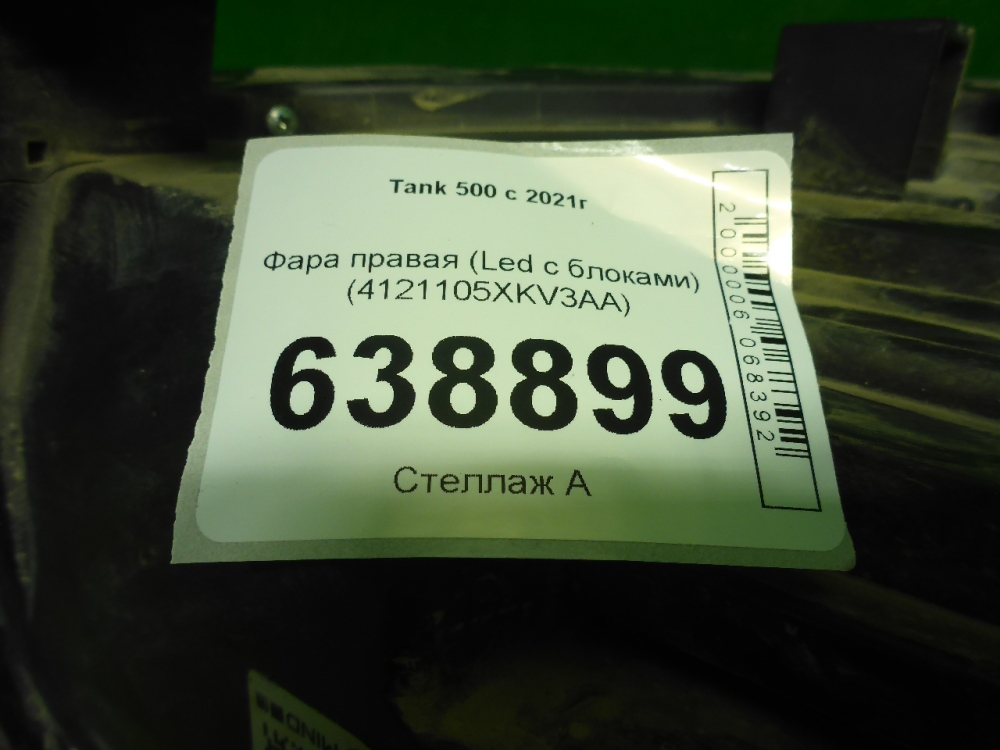 Tank 500 с 2021г
Фара правая (Led с блоками)
(4121105XKV3AA)
638899
Стеллаж А
2000006068392